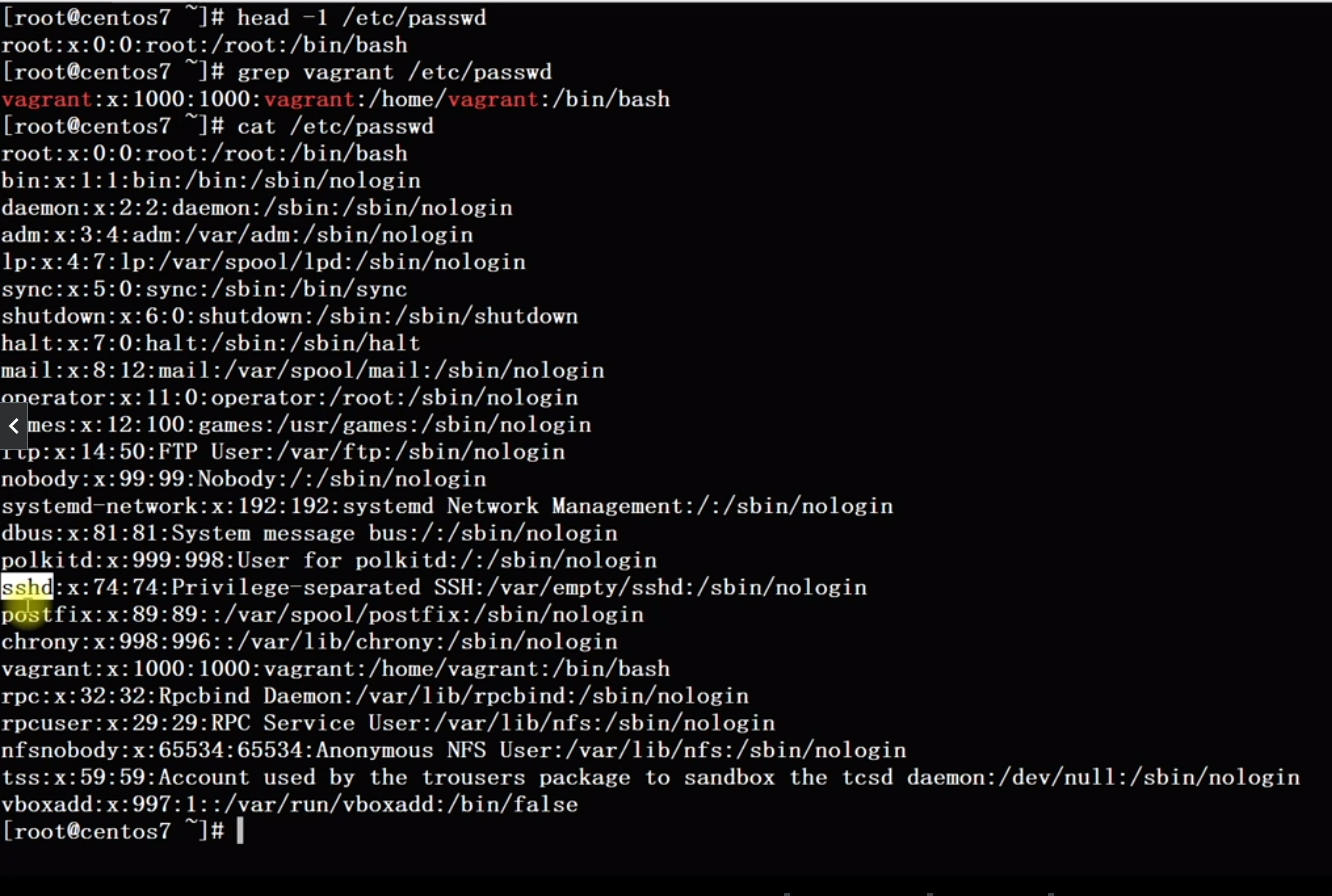 [root@centos7 ~]# head -1 /etc/passwd
root:x:0:0:root:/root:/bin/bash
[root@centos7 ~]# grep vagrant /etc/passwd
vagrant:x:1000:1000:vagrant:/home/vagrant:/bin/bash
[root@centos7 ~]# cat /etc/passwd
root:x:0:0:root:/root:/bin/bash
bin:x:1:1:bin:/bin:/sbin/nologin
daemon:x:2:2:daemon:/sbin:/sbin/nologin
adm:x:3:4:adm:/var/adm:/sbin/nologin
lp:x:4:7:lp:/var/spool/lpd:/sbin/nologin
sync:x:5:0:sync:/sbin:/bin/sync
shutdown:x:6:0:shutdown:/sbin:/sbin/shutdown
halt:x:7:0:halt:/sbin:/sbin/halt
mail:x:8:12:mail:/var/spool/mail:/sbin/nologin
operator:x:11:0:operator:/root:/sbin/nologin
mes:x:12:100:games:/usr/games:/sbin/nologin
ftp:x:14:50:FTP User:/var/ftp:/sbin/nologin
nobody:x:99:99:Nobody:/:/sbin/nologin
systemd-network:x:192:192:systemd Network Management:/:/sbin/nologin
dbus:x:81:81:System message bus:/:/sbin/nologin
polkitd:x:999:998:User for polkitd:/:/sbin/nologin
sshd:x:74:74:Privilege-separated SSH:/var/empty/sshd:/sbin/nologin
postfix:x:89:89::/var/spool/postfix:/sbin/nologin
chrony:x:998:996::/var/lib/chrony:/sbin/nologin
vagrant:x:1000:1000:vagrant:/home/vagrant:/bin/bash
rpc:x:32:32:Rpcbind Daemon:/var/lib/rpcbind:/sbin/nologin
rpcuser:x:29:29:RPC Service User:/var/lib/nfs:/sbin/nologin
nfsnobody:x:65534:65534:Anonymous NFS User:/var/lib/nfs:/sbin/nologin
tss:x:59:59:Account used by the trousers package to sandbox the tcsd daemon:/dev/null:/sbin/nologin
vboxadd:x:997:1::/var/run/vboxadd:/bin/false
[root@centos7 ~]#